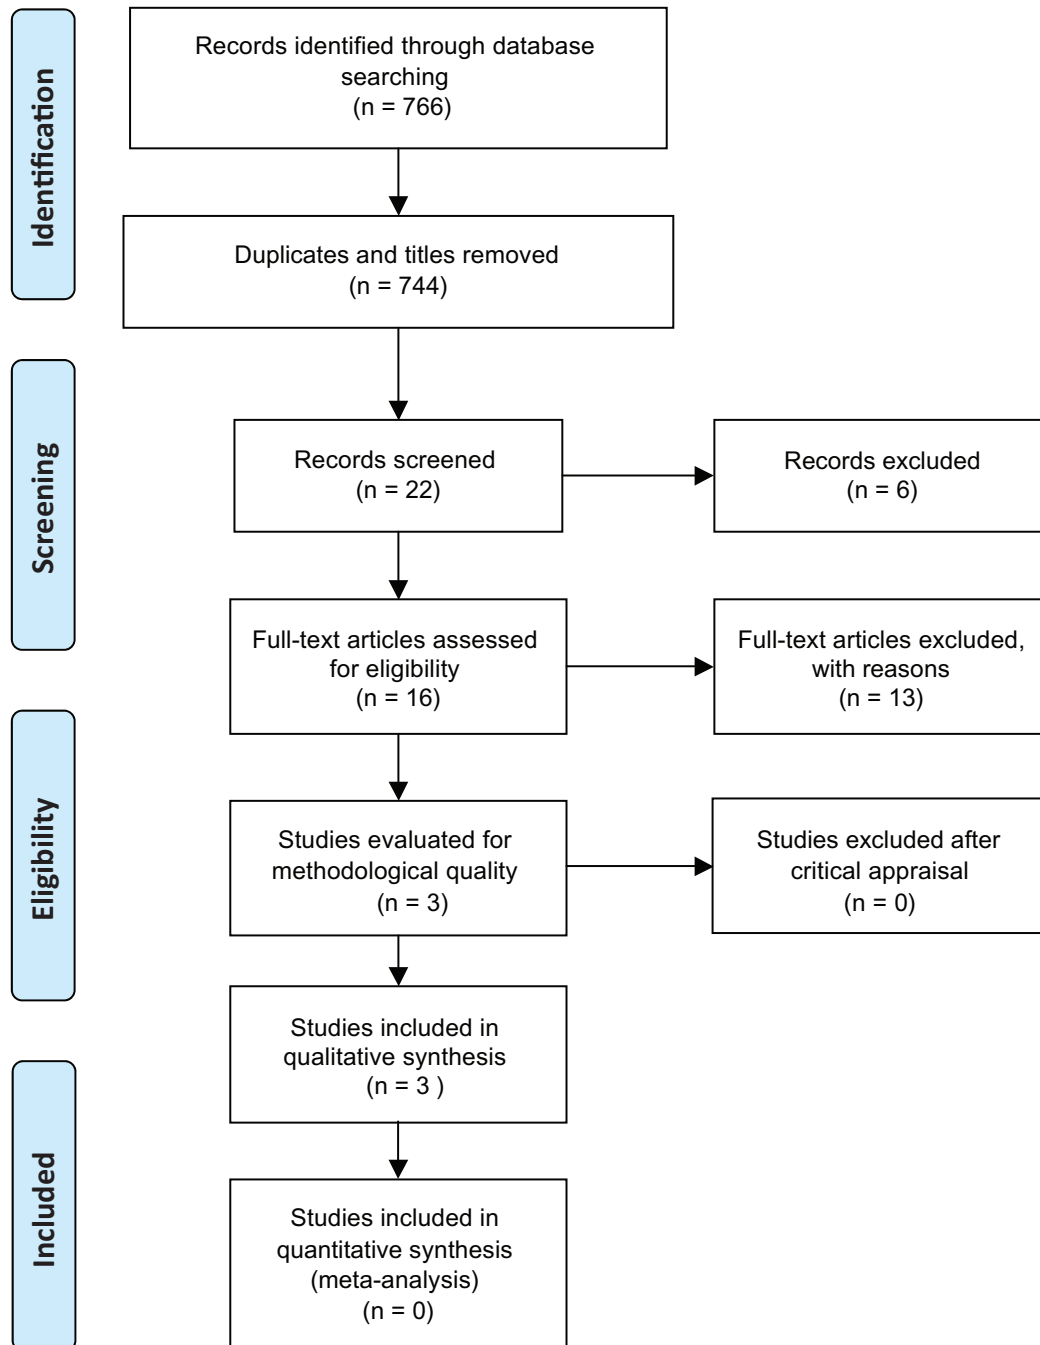 Identification
Records identified through database
searching
(n = 766)
Duplicates and titles removed
(n = 744)
Screening
Records screened
(n = 22)
Records excluded
(n = 6)
Full-text articles assessed
for eligibility
(n = 16)
Full-text articles excluded,
with reasons
(n = 13)
Eligibility
Studies evaluated for
methodological quality
(n = 3)
Studies excluded after
critical appraisal
(n = 0)
Studies included in
qualitative synthesis
(n = 3 )
Included
Studies included in
quantitative synthesis
(meta-analysis)
(n = 0)